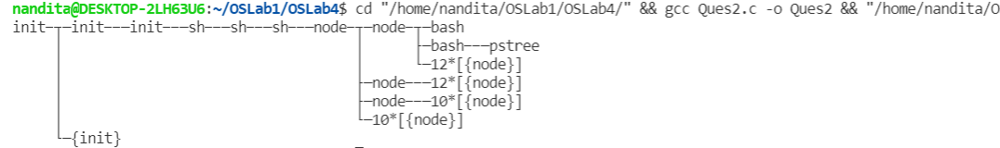 nandita@DESKTOP-2LH63U6:~/OSLab1/OSLab4$ cd "/home/nandita/OSLab1/OSLab4/" && gcc Ques2.c -o Ques2 && "/home/nandita/O
init─┬─init───init───sh───sh───sh───node─┬─node─┬─bash
     │                                   │      ├─bash───pstree
     │                                   │      └─12*[{node}]
     │                                   ├─node───12*[{node}]
     │                                   ├─node───10*[{node}]
     │                                   └─10*[{node}]
     └─{init}